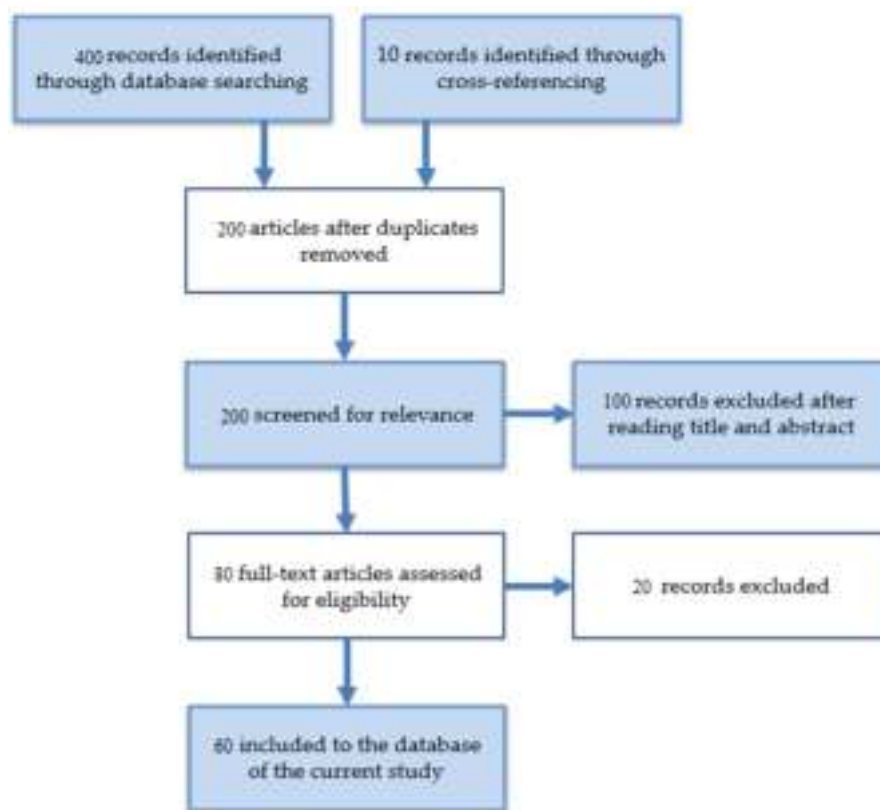 400 records identified
through database searching
10 records identified through
cross-referencing
200 articles after duplicates
removed
200 screened for relevance
100 records excluded after
reading title and abstract
80 full-text articles assessed
for eligibility
20 records excluded
60 included to the database
of the current study